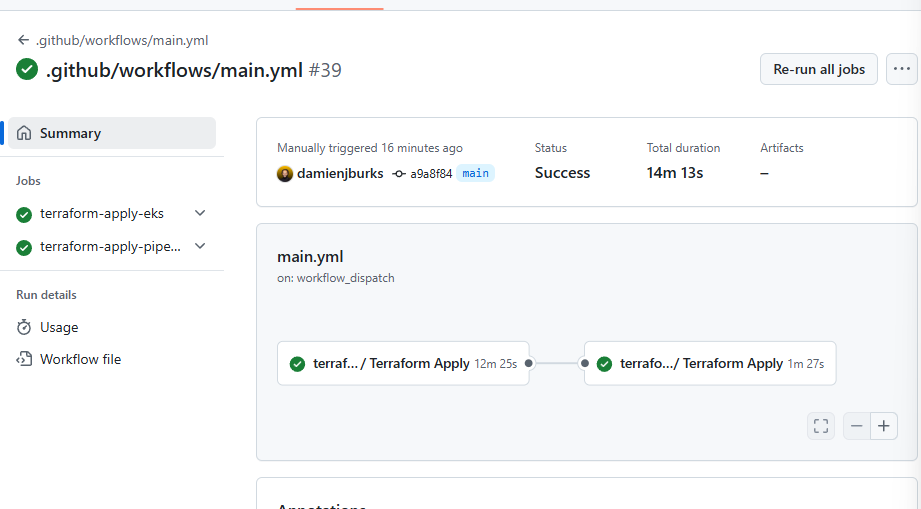 .github/workflows/main.yml
.github/workflows/main.yml #39
Re-run all jobs
Summary
Jobs
terraform-apply-eks
terraform-apply-pipe...
Run details
Usage
Workflow file
Manually triggered 16 minutes ago
damienjburks a9a8f84 main
Status
Success
Total duration
14m 13s
Artifacts
–
main.yml
on: workflow_dispatch
terraf... / Terraform Apply 12m 25s
terrafo.../ Terraform Apply 1m 27s
Annotations